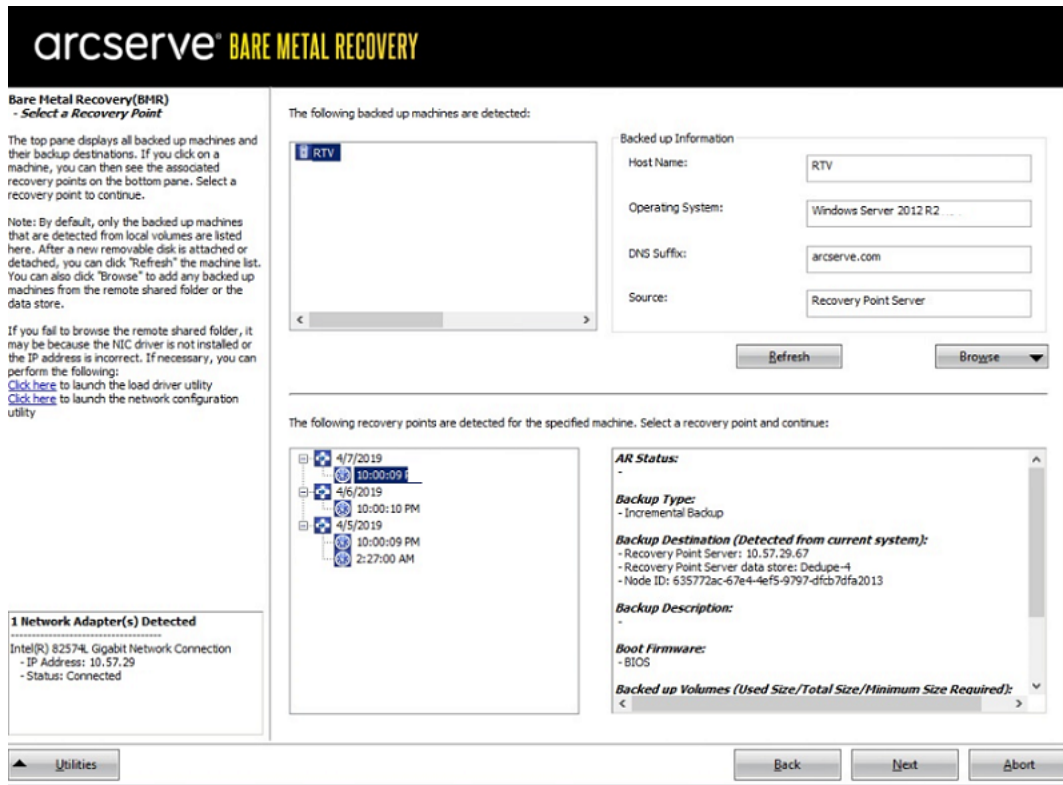 arcserve® BARE METAL RECOVERY
Bare Metal Recovery(BMR)
- Select a Recovery Point
The top pane displays all backed up machines and
their backup destinations. If you click on a
machine, you can then see the associated
recovery points on the bottom pane. Select a
recovery point to continue.
Note: By default, only the backed up machines
that are detected from local volumes are listed
here. After a new removable disk is attached or
detached, you can click "Refresh" the machine list.
You can also click "Browse" to add any backed up
machines from the remote shared folder or the
data store.
If you fail to browse the remote shared folder, it
may be because the NIC driver is not installed or
the IP address is incorrect. If necessary, you can
perform the following:
Click here to launch the load driver utility
Click here to launch the network configuration
utility
1 Network Adapter(s) Detected
------------------------------------
Intel(R) 82574L Gigabit Network Connection
- IP Address: 10.57.29
- Status: Connected
The following backed up machines are detected:
RTV
Backed up Information
Host Name: RTV
Operating System: Windows Server 2012 R2
DNS Suffix: arcserve.com
Source: Recovery Point Server
Refresh
Browse
The following recovery points are detected for the specified machine. Select a recovery point and continue:
4/7/2019
10:00:09
4/6/2019
10:00:10 PM
4/5/2019
10:00:09 PM
2:27:00 AM
AR Status:
-
Backup Type:
- Incremental Backup
Backup Destination (Detected from current system):
- Recovery Point Server: 10.57.29.67
- Recovery Point Server data store: Dedupe-4
- Node ID: 635772ac-67e4-4ef5-9797-dfcb7dfa2013
Backup Description:
-
Boot Firmware:
- BIOS
Backed up Volumes (Used Size/Total Size/Minimum Size Required):
Utilities
Back
Next
Abort